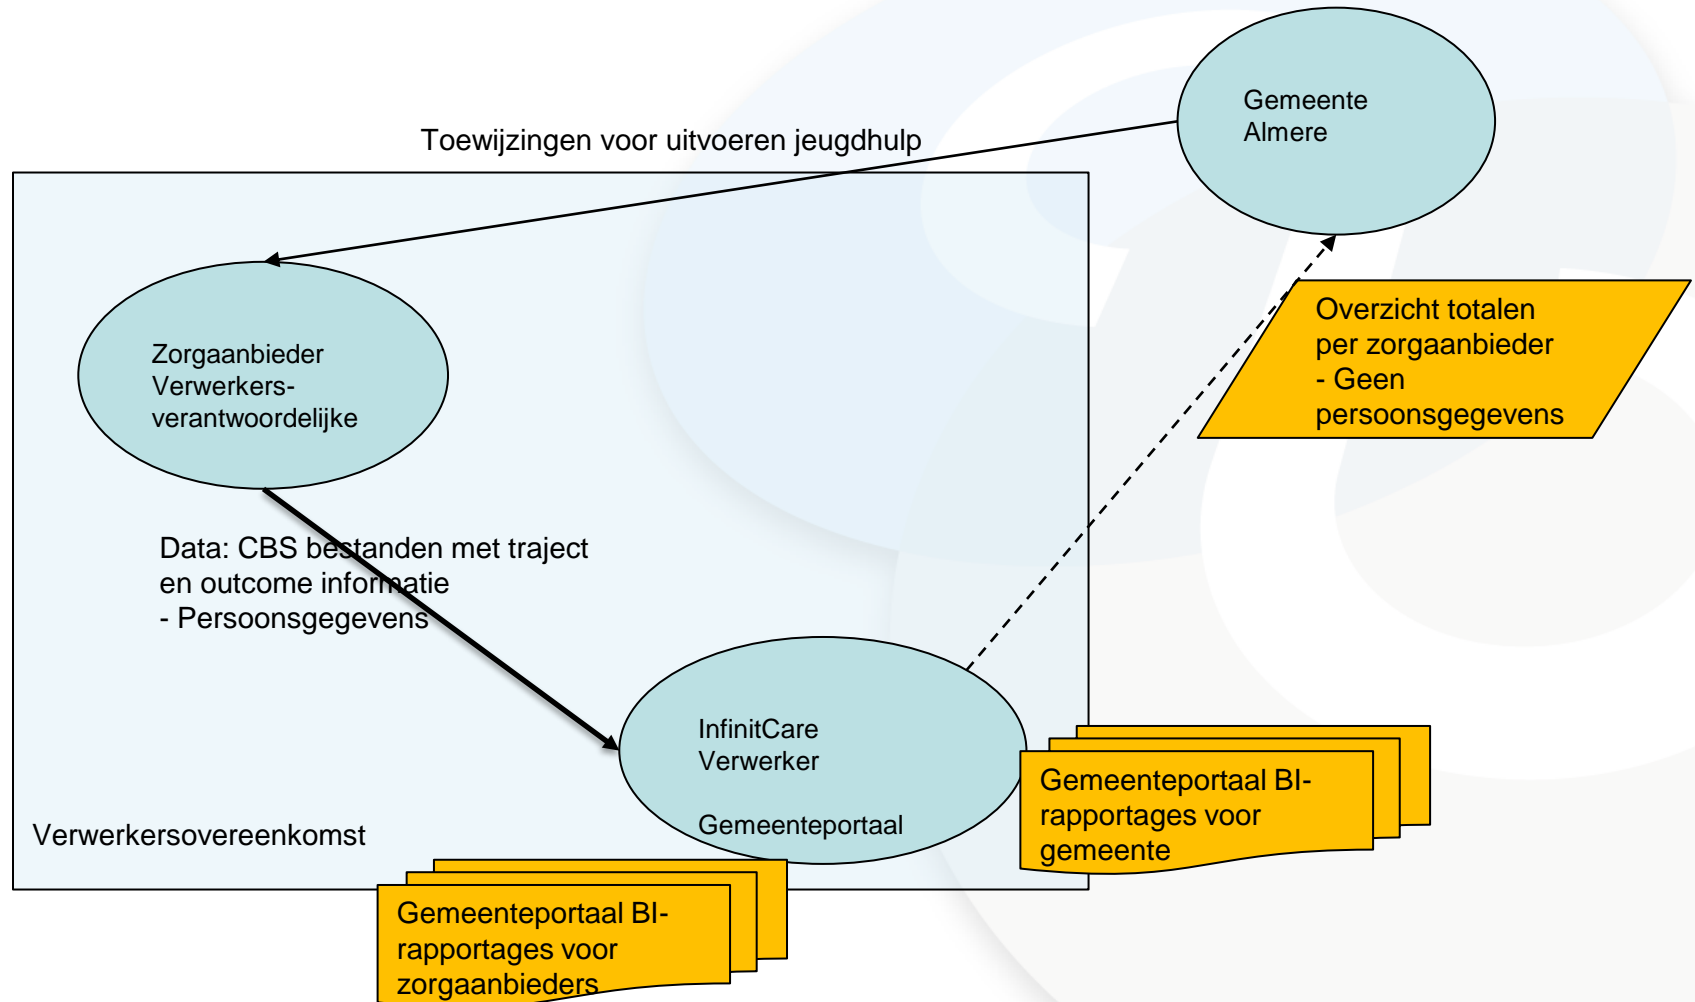 Gemeente
Almere
Toewijzingen voor uitvoeren jeugdhulp
Zorgaanbieder
Verwerkers-
verantwoordelijke
Overzicht totalen
per zorgaanbieder
- Geen
persoonsgegevens
Data: CBS bestanden met traject
en outcome informatie
- Persoonsgegevens
InfinitCare
Verwerker
Gemeenteportaal
Gemeenteportaal BI-
rapportages voor
gemeente
Verwerkersovereenkomst
Gemeenteportaal BI-
rapportages voor
zorgaanbieders